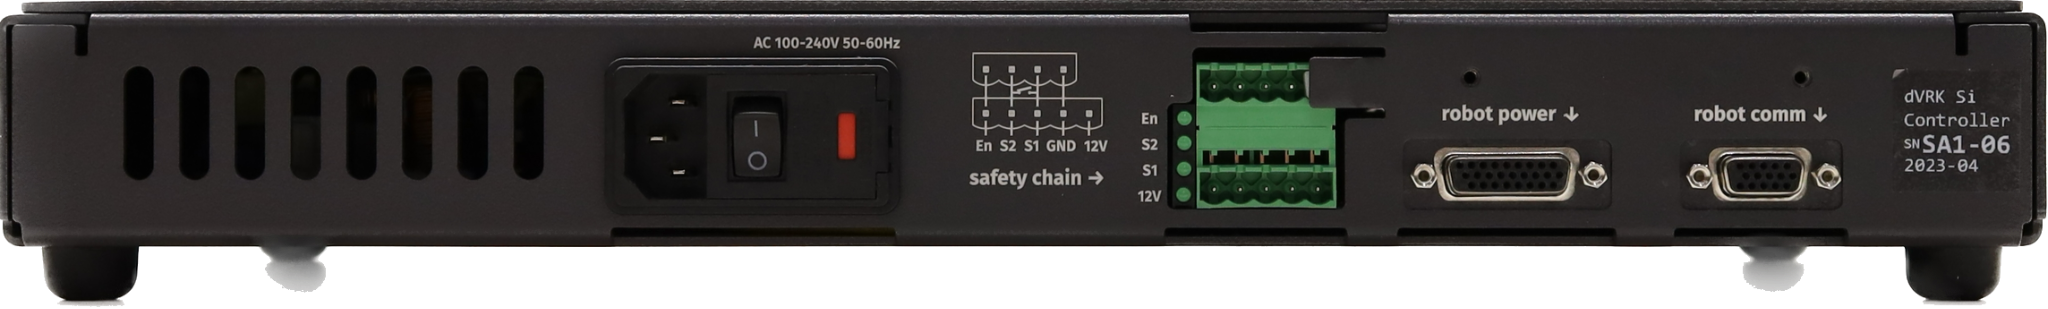 AC 100-240V 50-60Hz
En S2 S1 GND 12V
safety chain →
En
S2
S1
12V
robot power ↓
robot comm ↓
dVRK Si
Controller
SN SA1-06
2023-04